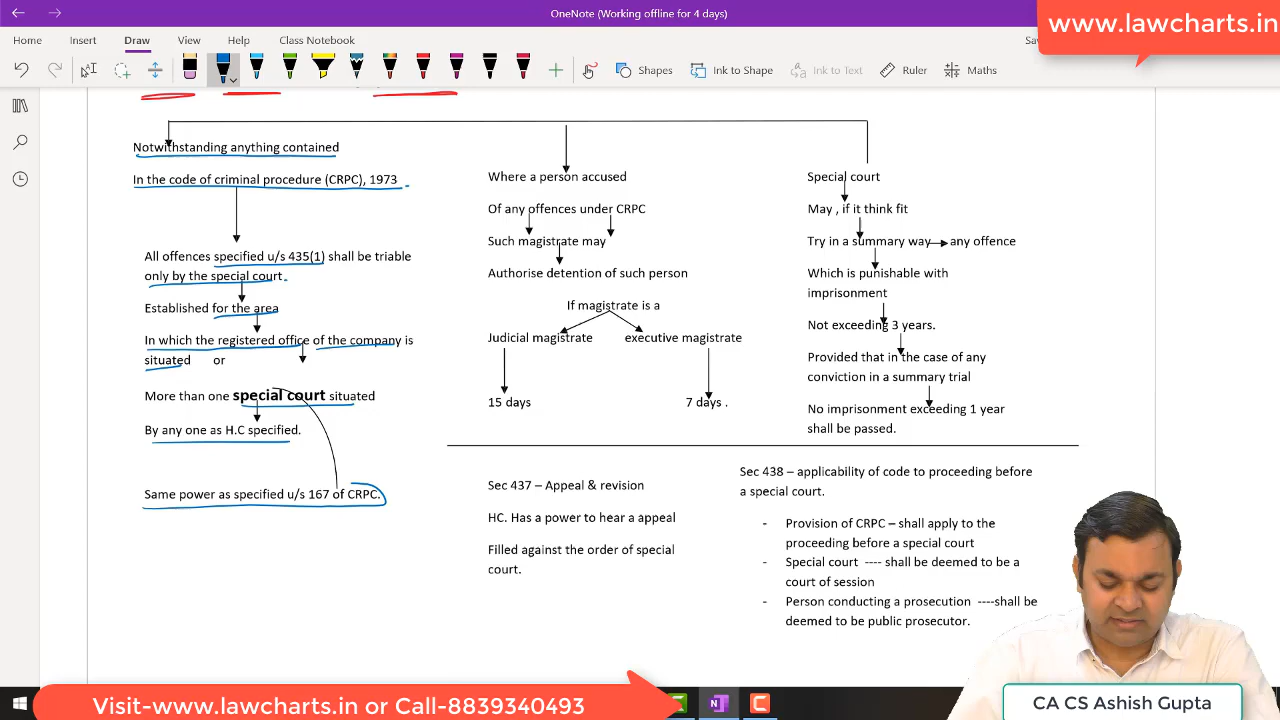 OneNote (Working offline for 4 days)
www.lawcharts.in
Home Insert Draw View Help Class Notebook
Shapes Ink to Shape Ink to Text Ruler Maths
Notwithstanding anything contained
In the code of criminal procedure (CRPC), 1973
All offences specified u/s 435(1) shall be triable
only by the special court.
Established for the area
In which the registered office of the company is
situated or
More than one special court situated
By any one as H.C specified.
Same power as specified u/s 167 of CRPC.
Where a person accused
Of any offences under CRPC
Such magistrate may
Authorise detention of such person
If magistrate is a
Judicial magistrate executive magistrate
15 days 7 days .
Special court
May , if it think fit
Try in a summary way any offence
Which is punishable with
imprisonment
Not exceeding 3 years.
Provided that in the case of any
conviction in a summary trial
No imprisonment exceeding 1 year
shall be passed.
Sec 437 – Appeal & revision
HC. Has a power to hear a appeal
Filled against the order of special
court.
Sec 438 – applicability of code to proceeding before
a special court.
- Provision of CRPC – shall apply to the
proceeding before a special court
- Special court ---- shall be deemed to be a
court of session
- Person conducting a prosecution ----shall be
deemed to be public prosecutor.
Visit-www.lawcharts.in or Call-8839340493
CA CS Ashish Gupta